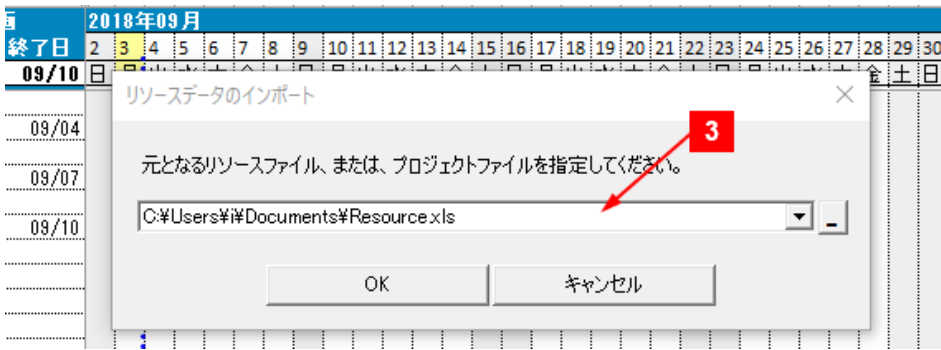 画 2018年09月
終了日 2 3 4 5 6 7 8 9 10 11 12 13 14 15 16 17 18 19 20 21 22 23 24 25 26 27 28 29 30
09/10 日 金 土 日
リソースデータのインポート
3
09/04
元となるリソースファイル、または、プロジェクトファイルを指定してください。
09/07
C:¥Users¥i¥Documents¥Resource.xls
09/10
OK キャンセル